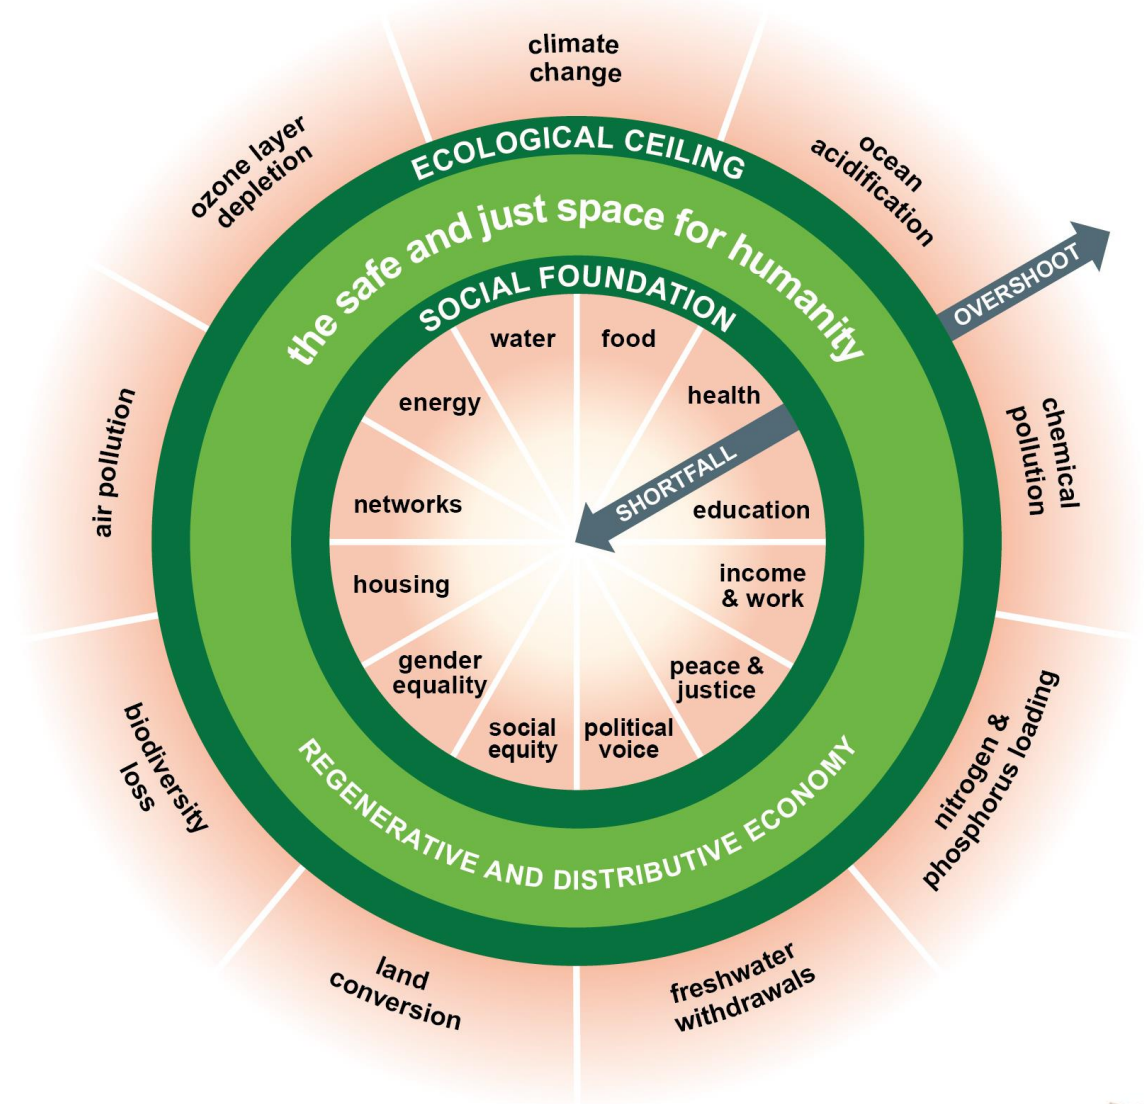 climate
change
ocean
acidification
chemical
pollution
nitrogen &
phosphorus loading
freshwater
withdrawals
land
conversion
biodiversity
loss
air pollution
ozone layer
depletion
ECOLOGICAL CEILING
the safe and just space for humanity
SOCIAL FOUNDATION
OVERSHOOT
water
food
health
SHORTFALL
education
income
& work
peace &
justice
political
voice
social
equity
gender
equality
housing
networks
energy
REGENERATIVE AND DISTRIBUTIVE ECONOMY